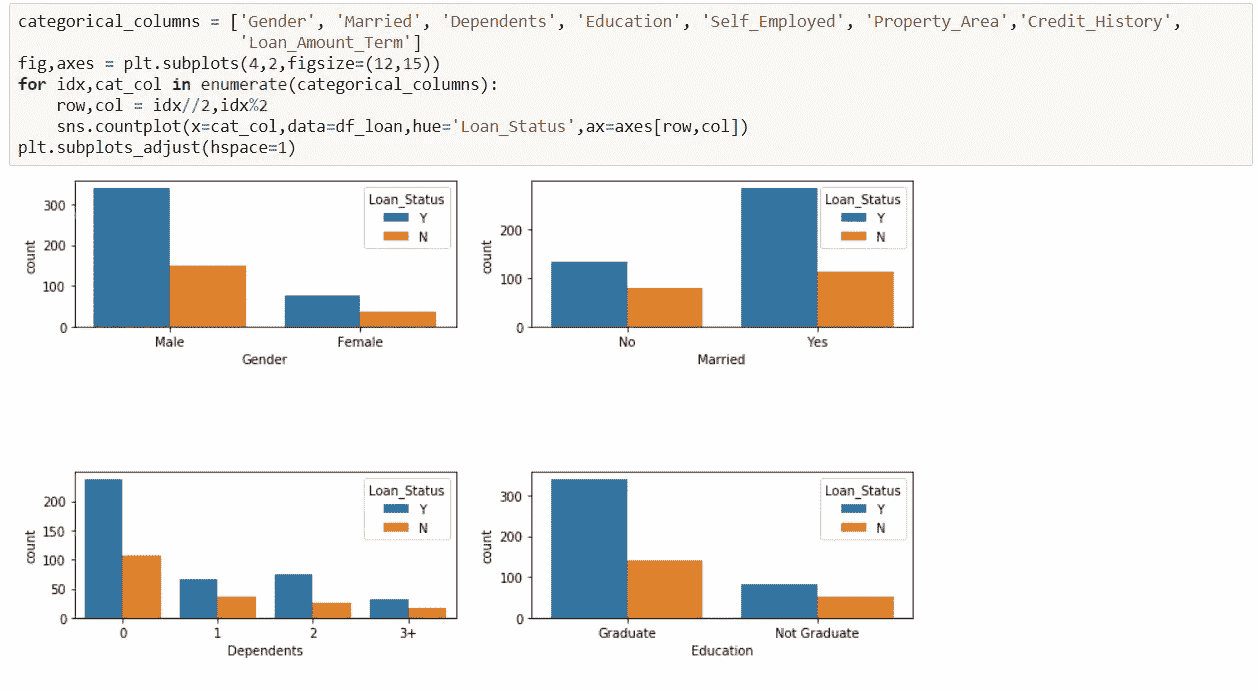 categorical_columns = ['Gender', 'Married', 'Dependents', 'Education', 'Self_Employed', 'Property_Area','Credit_History',
'Loan_Amount_Term']
fig,axes = plt.subplots(4,2,figsize=(12,15))
for idx,cat_col in enumerate(categorical_columns):
row,col = idx//2,idx%2
sns.countplot(x=cat_col,data=df_loan,hue='Loan_Status',ax=axes[row,col])
plt.subplots_adjust(hspace=1)
Loan_Status
Y
N
300
200
100
0
count
Male Female
Gender
Loan_Status
Y
N
200
100
0
count
No Yes
Married
Loan_Status
Y
N
200
150
100
50
0
count
0 1 2 3+
Dependents
Loan_Status
Y
N
300
200
100
0
count
Graduate Not Graduate
Education